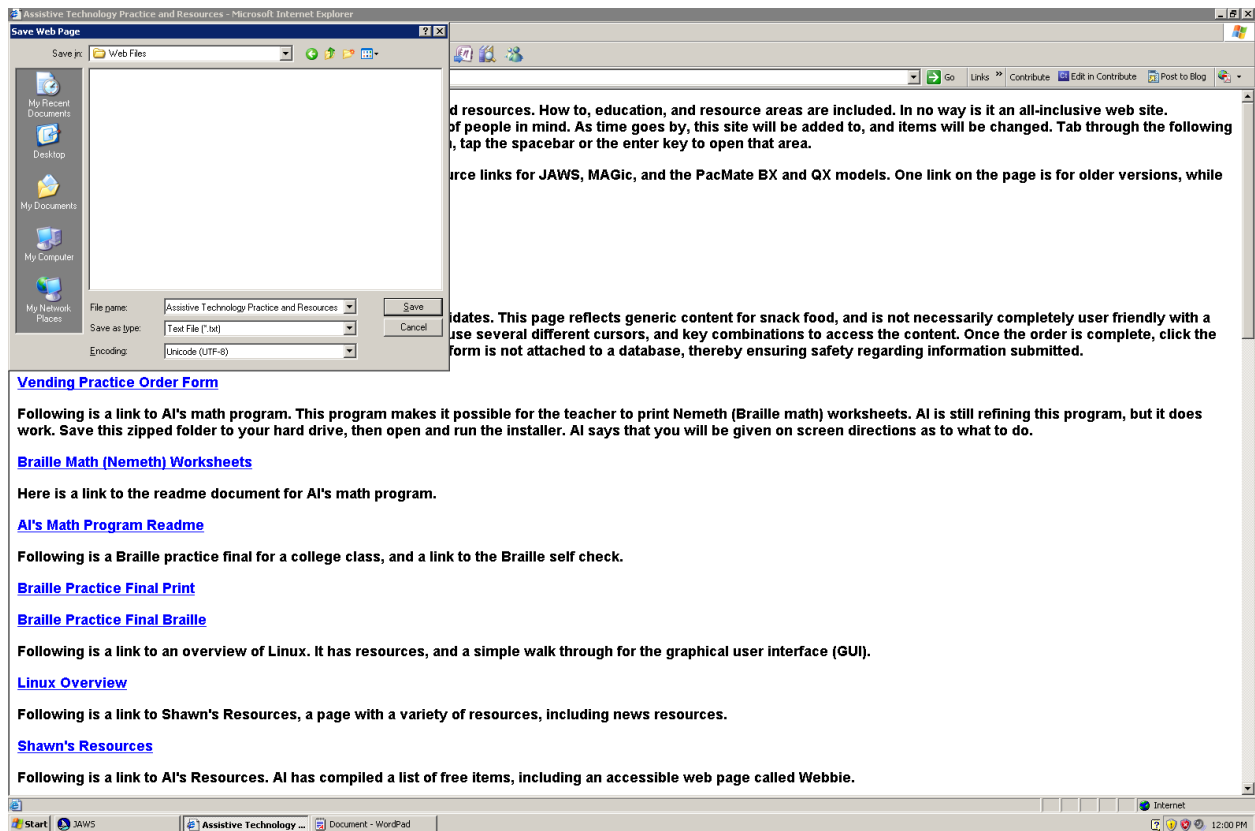 Assistive Technology Practice and Resources - Microsoft Internet Explorer
Save Web Page
Save in: Web Files
Go Links » Contribute Edit in Contribute Post to Blog
My Recent
Documents
Desktop
My Documents
My Computer
My Network
Places
File name: Assistive Technology Practice and Resources Save
Save as type: Text File (*.txt) Cancel
Encoding: Unicode (UTF-8)
d resources. How to, education, and resource areas are included. In no way is it an all-inclusive web site.
of people in mind. As time goes by, this site will be added to, and items will be changed. Tab through the following
, tap the spacebar or the enter key to open that area.
urce links for JAWS, MAGic, and the PacMate BX and QX models. One link on the page is for older versions, while
idates. This page reflects generic content for snack food, and is not necessarily completely user friendly with a
use several different cursors, and key combinations to access the content. Once the order is complete, click the
form is not attached to a database, thereby ensuring safety regarding information submitted.
Vending Practice Order Form
Following is a link to Al's math program. This program makes it possible for the teacher to print Nemeth (Braille math) worksheets. Al is still refining this program, but it does
work. Save this zipped folder to your hard drive, then open and run the installer. Al says that you will be given on screen directions as to what to do.
Braille Math (Nemeth) Worksheets
Here is a link to the readme document for Al's math program.
Al's Math Program Readme
Following is a Braille practice final for a college class, and a link to the Braille self check.
Braille Practice Final Print
Braille Practice Final Braille
Following is a link to an overview of Linux. It has resources, and a simple walk through for the graphical user interface (GUI).
Linux Overview
Following is a link to Shawn's Resources, a page with a variety of resources, including news resources.
Shawn's Resources
Following is a link to Al's Resources. Al has compiled a list of free items, including an accessible web page called Webbie.
Internet
Start JAWS Assistive Technology ... Document - WordPad 12:00 PM